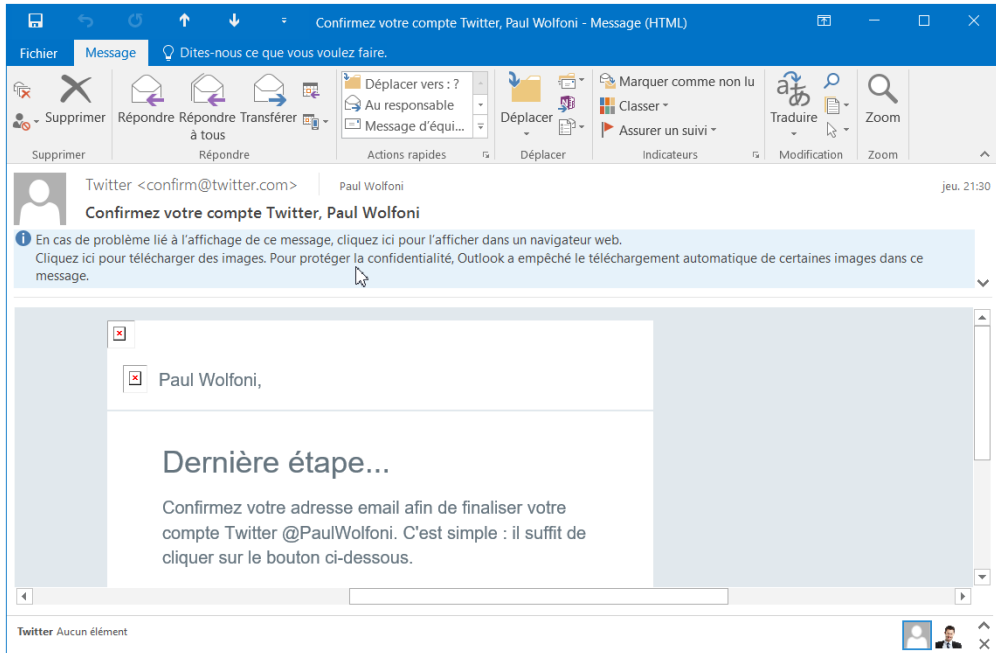 Confirmez votre compte Twitter, Paul Wolfoni - Message (HTML)
Fichier Message Dites-nous ce que vous voulez faire.
Supprimer
Répondre Répondre à tous Transférer
Déplacer vers : ?
Au responsable
Message d'équi...
Déplacer
Marquer comme non lu
Classer
Assurer un suivi
Traduire
Zoom
Supprimer Répondre Actions rapides Déplacer Indicateurs Modification Zoom
Twitter <confirm@twitter.com> Paul Wolfoni jeu. 21:30
Confirmez votre compte Twitter, Paul Wolfoni
En cas de problème lié à l'affichage de ce message, cliquez ici pour l'afficher dans un navigateur web.
Cliquez ici pour télécharger des images. Pour protéger la confidentialité, Outlook a empêché le téléchargement automatique de certaines images dans ce
message.
Paul Wolfoni,
Dernière étape...
Confirmez votre adresse email afin de finaliser votre
compte Twitter @PaulWolfoni. C'est simple : il suffit de
cliquer sur le bouton ci-dessous.
Twitter Aucun élément